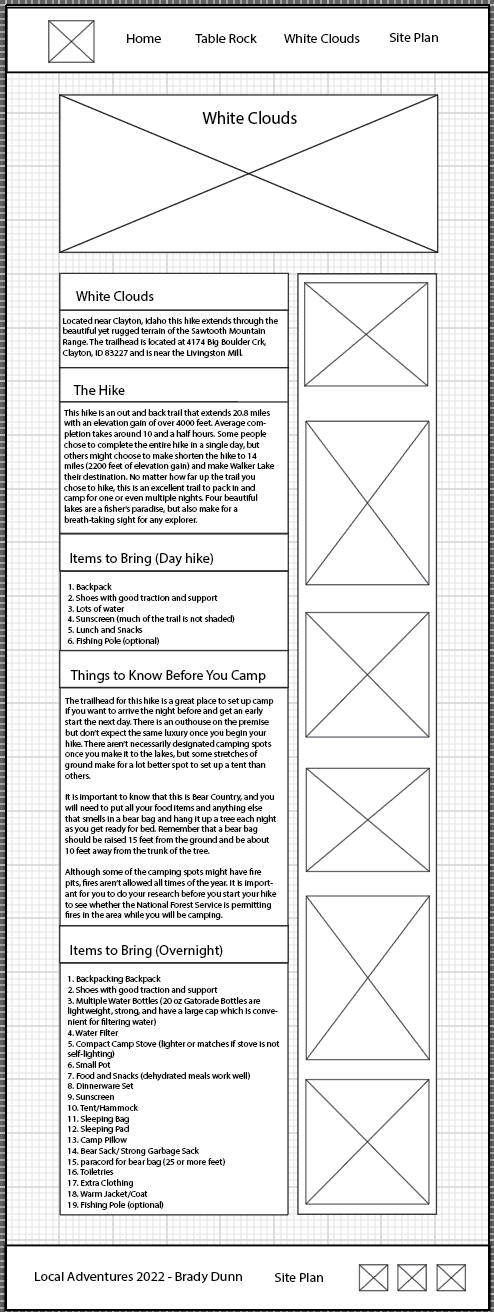 Home Table Rock White Clouds Site Plan
White Clouds
White Clouds
Located near Clayton, Idaho this hike extends through the
beautiful yet rugged terrain of the Sawtooth Mountain
Range. The trailhead is located at 4174 Big Boulder Crk,
Clayton, ID 83227 and is near the Livingston Mill.
The Hike
This hike is an out and back trail that extends 20.8 miles
with an elevation gain of over 4000 feet. Average com-
pletion takes around 10 and a half hours. Some people
chose to complete the entire hike in a single day, but
others might choose to make shorten the hike to 14
miles (2200 feet of elevation gain) and make Walker Lake
their destination. No matter how far up the trail you
chose to hike, this is an excellent trail to pack in and
camp for one or even multiple nights. Four beautiful
lakes are a fisher's paradise, but also make for a
breath-taking sight for any explorer.
Items to Bring (Day hike)
1. Backpack
2. Shoes with good traction and support
3. Lots of water
4. Sunscreen (much of the trail is not shaded)
5. Lunch and Snacks
6. Fishing Pole (optional)
Things to Know Before You Camp
The trailhead for this hike is a great place to set up camp
if you want to arrive the night before and get an early
start the next day. There is an outhouse on the premise
but don't expect the same luxury once you begin your
hike. There aren't necessarily designated camping spots
once you make it to the lakes, but some stretches of
ground make for a lot better spot to set up a tent than
others.
It is important to know that this is Bear Country, and you
will need to put all your food items and anything else
that smells in a bear bag and hang it up a tree each night
as you get ready for bed. Remember that a bear bag
should be raised 15 feet from the ground and be about
10 feet away from the trunk of the tree.
Although some of the camping spots might have fire
pits, fires aren't allowed all times of the year. It is import-
ant for you to do your research before you start your hike
to see whether the National Forest Service is permitting
fires in the area while you will be camping.
Items to Bring (Overnight)
1. Backpacking Backpack
2. Shoes with good traction and support
3. Multiple Water Bottles (20 oz Gatorade Bottles are
lightweight, strong, and have a large cap which is conve-
nient for filtering water)
4. Water Filter
5. Compact Camp Stove (lighter or matches if stove is not
self-lighting)
6. Small Pot
7. Food and Snacks (dehydrated meals work well)
8. Dinnerware Set
9. Sunscreen
10. Tent/Hammock
11. Sleeping Bag
12. Sleeping Pad
13. Camp Pillow
14. Bear Sack/ Strong Garbage Sack
15. paracord for bear bag (25 or more feet)
16. Toiletries
17. Extra Clothing
18. Warm Jacket/Coat
19. Fishing Pole (optional)
Local Adventures 2022 - Brady Dunn Site Plan